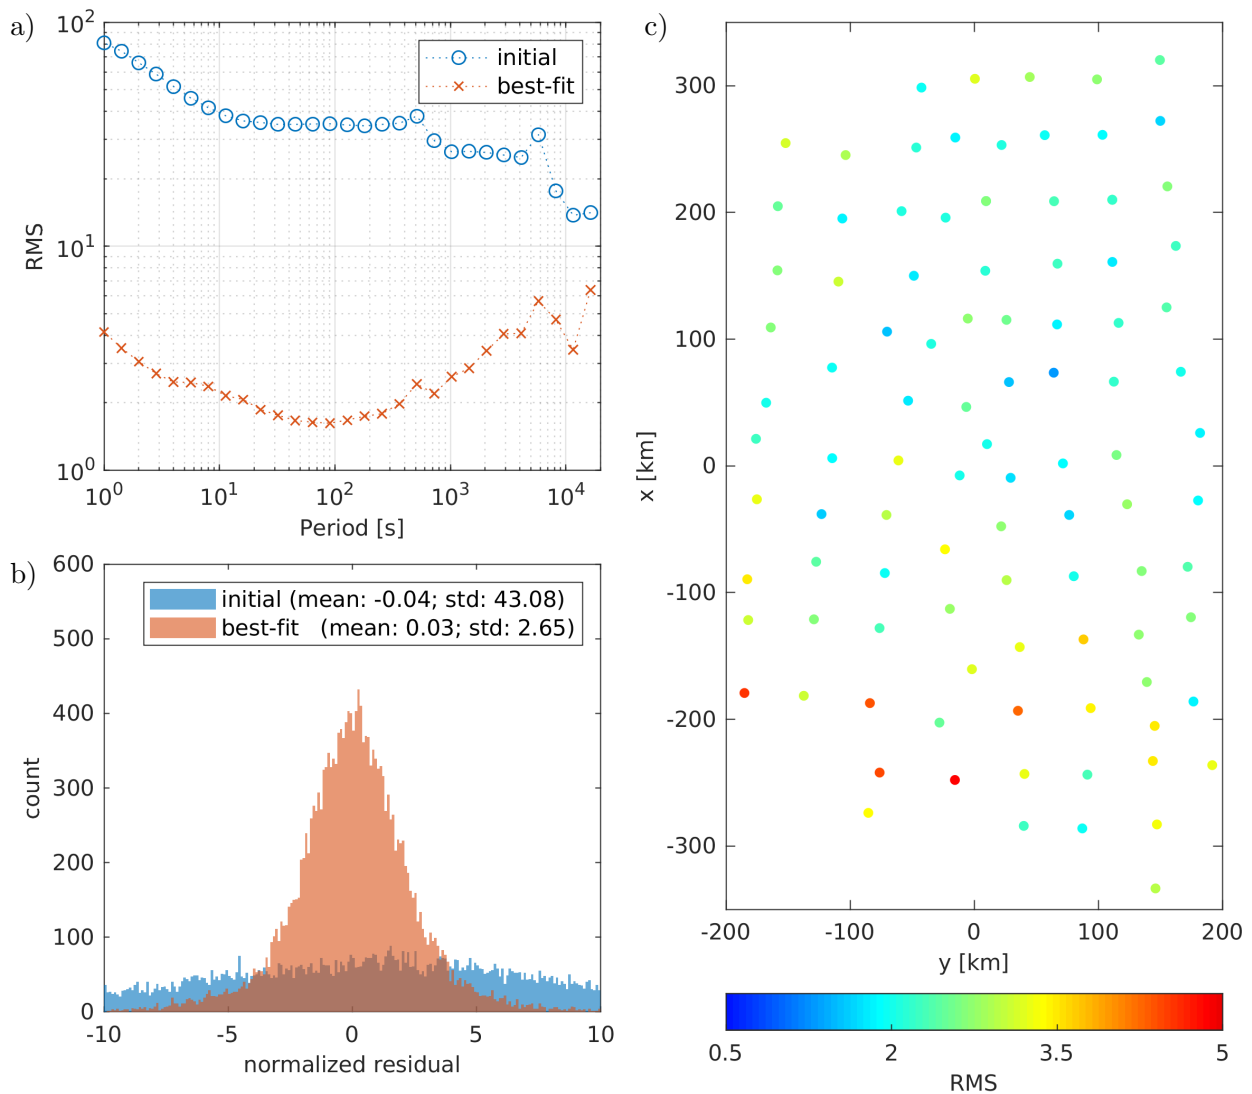 a)
10^2
10^1
10^0
RMS
initial
best-fit
10^0 10^1 10^2 10^3 10^4
Period [s]
b)
600
500
400
300
200
100
0
count
initial (mean: -0.04; std: 43.08)
best-fit (mean: 0.03; std: 2.65)
-10 -5 0 5 10
normalized residual
c)
300
200
100
0
-100
-200
-300
x [km]
-200 -100 0 100 200
y [km]
0.5 2 3.5 5
RMS